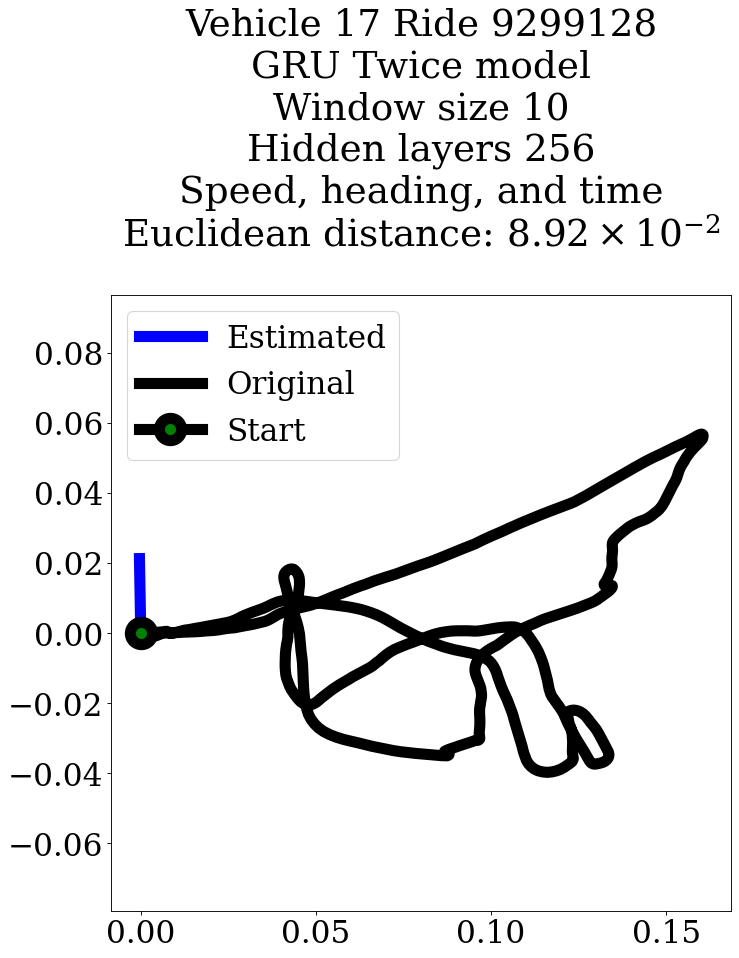 Vehicle 17 Ride 9299128
GRU Twice model
Window size 10
Hidden layers 256
Speed, heading, and time
Euclidean distance: 8.92 × 10⁻²
Estimated
Original
Start
0.08
0.06
0.04
0.02
0.00
−0.02
−0.04
−0.06
0.00 0.05 0.10 0.15